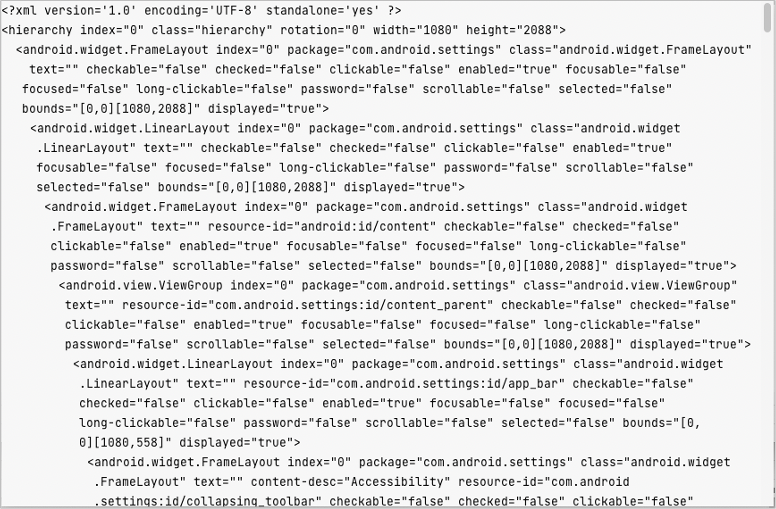 <?xml version='1.0' encoding='UTF-8' standalone='yes' ?>
<hierarchy index="0" class="hierarchy" rotation="0" width="1080" height="2088">
<android.widget.FrameLayout index="0" package="com.android.settings" class="android.widget.FrameLayout"
text="" checkable="false" checked="false" clickable="false" enabled="true" focusable="false"
focused="false" long-clickable="false" password="false" scrollable="false" selected="false"
bounds="[0,0][1080,2088]" displayed="true">
<android.widget.LinearLayout index="0" package="com.android.settings" class="android.widget
.LinearLayout" text="" checkable="false" checked="false" clickable="false" enabled="true"
focusable="false" focused="false" long-clickable="false" password="false" scrollable="false"
selected="false" bounds="[0,0][1080,2088]" displayed="true">
<android.widget.FrameLayout index="0" package="com.android.settings" class="android.widget
.FrameLayout" text="" resource-id="android:id/content" checkable="false" checked="false"
clickable="false" enabled="true" focusable="false" focused="false" long-clickable="false"
password="false" scrollable="false" selected="false" bounds="[0,0][1080,2088]" displayed="true">
<android.view.ViewGroup index="0" package="com.android.settings" class="android.view.ViewGroup"
text="" resource-id="com.android.settings:id/content_parent" checkable="false" checked="false"
clickable="false" enabled="true" focusable="false" focused="false" long-clickable="false"
password="false" scrollable="false" selected="false" bounds="[0,0][1080,2088]" displayed="true">
<android.widget.LinearLayout index="0" package="com.android.settings" class="android.widget
.LinearLayout" text="" resource-id="com.android.settings:id/app_bar" checkable="false"
checked="false" clickable="false" enabled="true" focusable="false" focused="false"
long-clickable="false" password="false" scrollable="false" selected="false" bounds="[0,
0][1080,558]" displayed="true">
<android.widget.FrameLayout index="0" package="com.android.settings" class="android.widget
.FrameLayout" text="" content-desc="Accessibility" resource-id="com.android
.settings:id/collapsing_toolbar" checkable="false" checked="false" clickable="false"